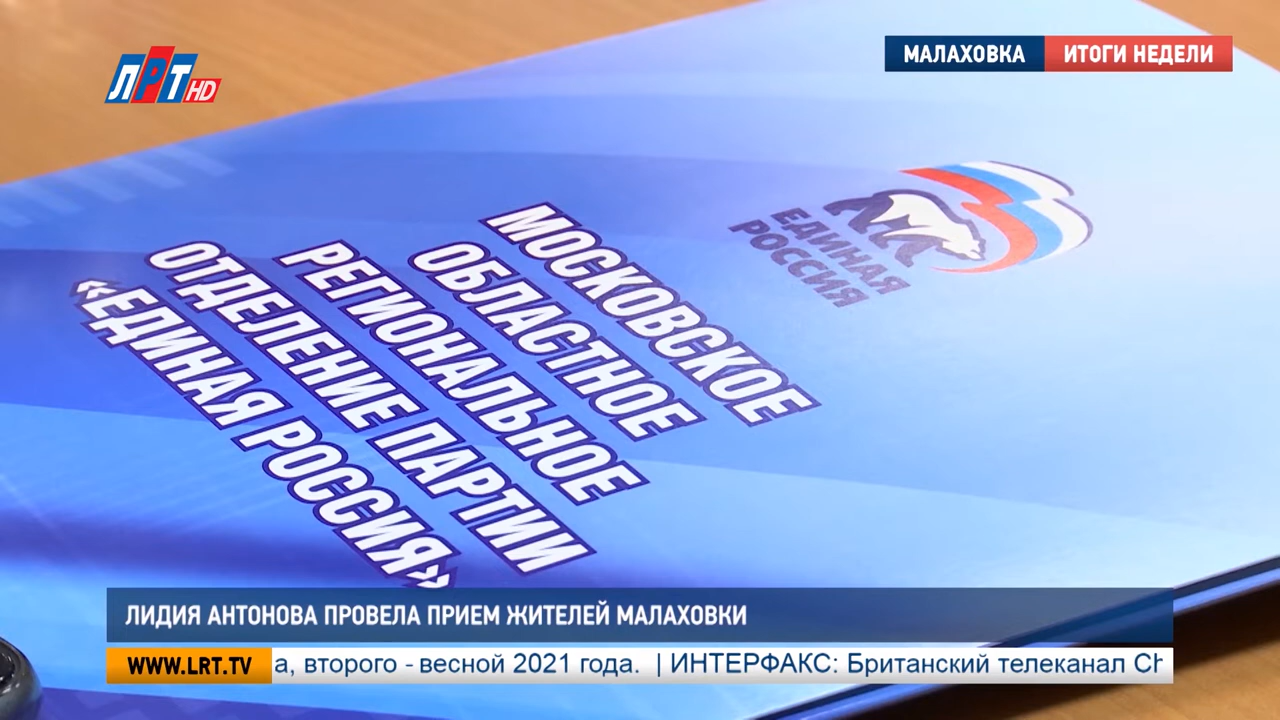 ЛРТ HD
МАЛАХОВКА ИТОГИ НЕДЕЛИ
ЕДИНАЯ
РОССИЯ
МОСКОВСКОЕ
ОБЛАСТНОЕ
РЕГИОНАЛЬНОЕ
ОТДЕЛЕНИЕ ПАРТИИ
«ЕДИНАЯ РОССИЯ»
ЛИДИЯ АНТОНОВА ПРОВЕЛА ПРИЕМ ЖИТЕЛЕЙ МАЛАХОВКИ
WWW.LRT.TV а, второго - весной 2021 года. | ИНТЕРФАКС: Британский телеканал Ch